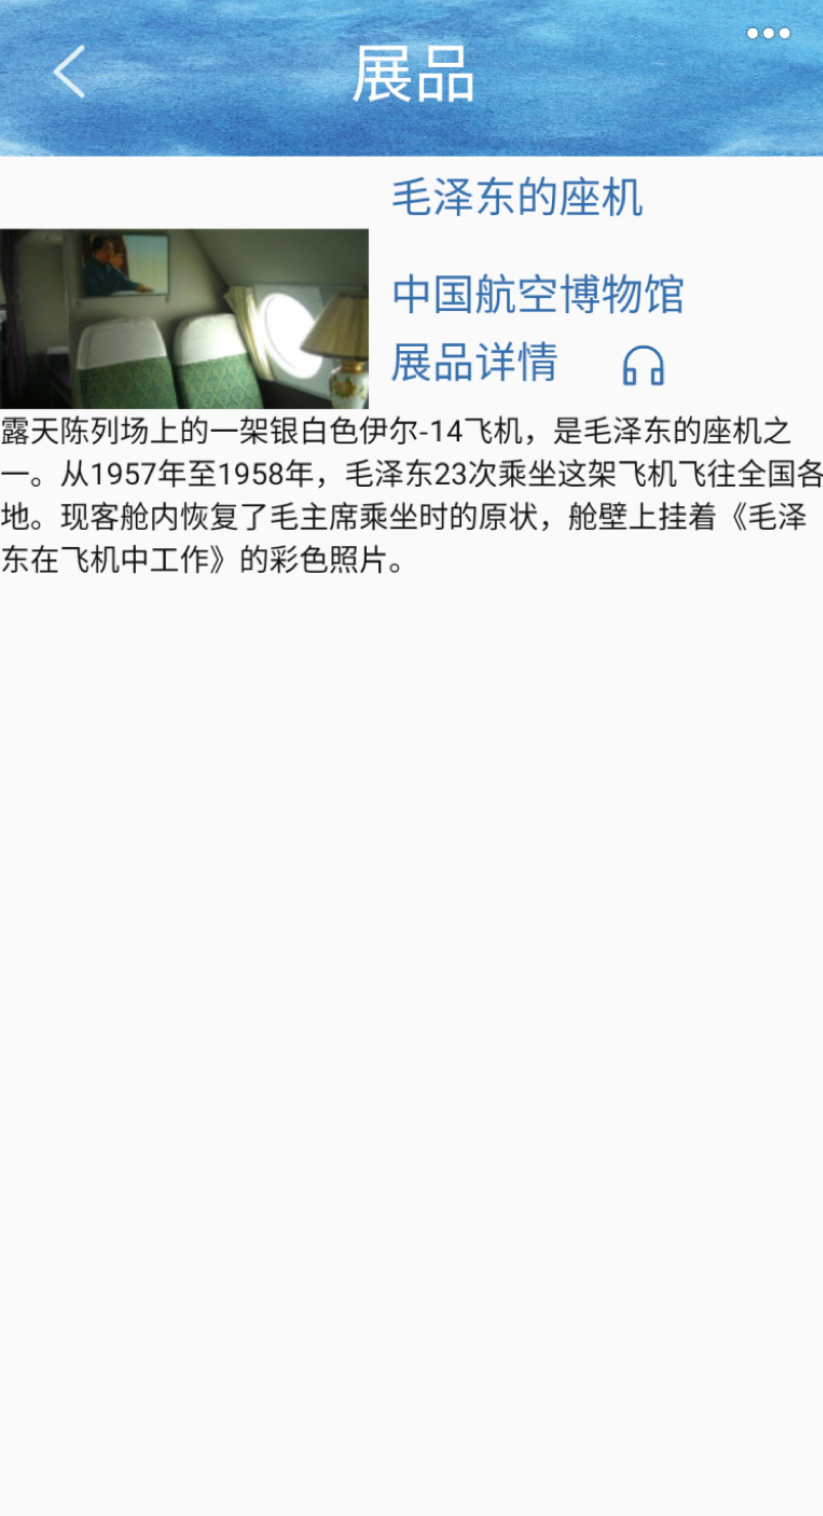 展品
毛泽东的座机
中国航空博物馆
展品详情
露天陈列场上的一架银白色伊尔-14飞机，是毛泽东的座机之
一。从1957年至1958年，毛泽东23次乘坐这架飞机飞往全国各
地。现客舱内恢复了毛主席乘坐时的原状，舱壁上挂着《毛泽
东在飞机中工作》的彩色照片。